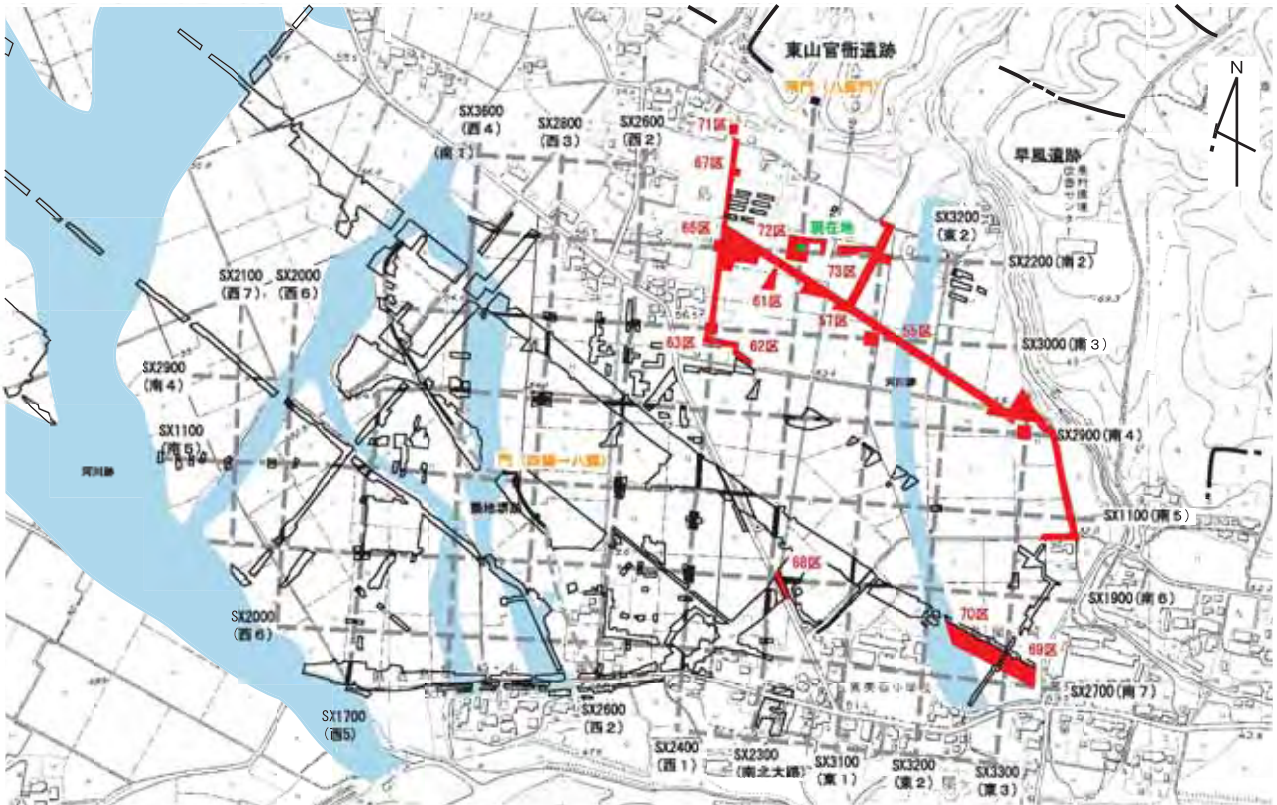 東山官衙遺跡
南門（八脚門）
N
SX3600
（西４）
SX2800
（西３）
SX2600
（西２）
71区
（南１）
早風遺跡
67区
SX3200
（東２）
65区
72区
現在地
SX2200（南２）
73区
SX2100
（西７）
SX2000
（西６）
61区
57区
55区
63区
62区
SX3000（南３）
SX2900
（南４）
河川跡
SX1100
（南５）
SX2900（南４）
河川跡
SX1100（南５）
68区
SX1900（南６）
SX2000
（西６）
70区
69区
SX2700（南７）
SX1700
（西５）
SX2600
（西２）
SX2400
（西１）
SX2300
（南北大路）
SX3100
（東１）
SX3200
（東２）
SX3300
（東３）